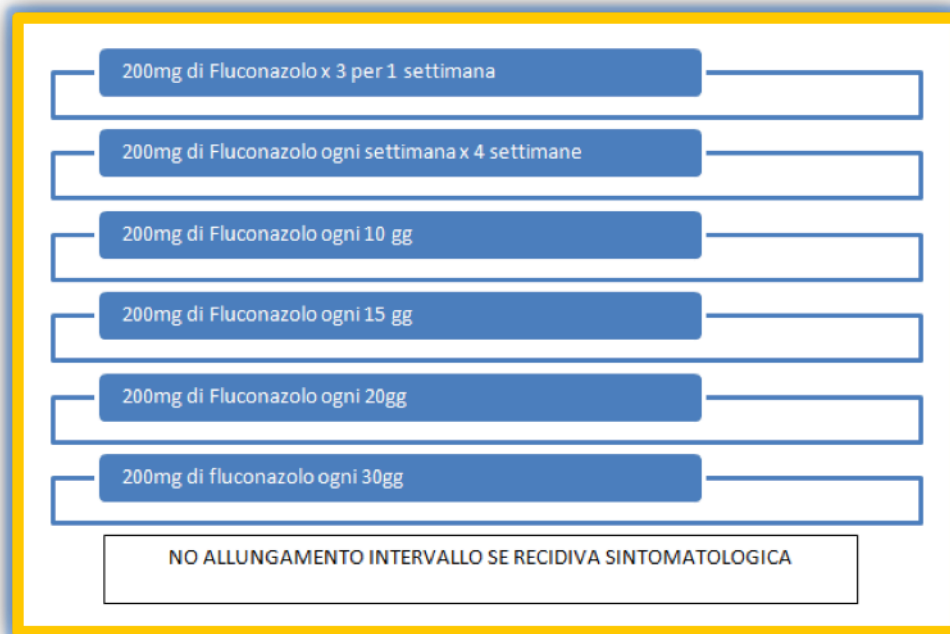 200mg di Fluconazolo x 3 per 1 settimana
200mg di Fluconazolo ogni settimana x 4 settimane
200mg di Fluconazolo ogni 10 gg
200mg di Fluconazolo ogni 15 gg
200mg di Fluconazolo ogni 20gg
200mg di fluconazolo ogni 30gg
NO ALLUNGAMENTO INTERVALLO SE RECIDIVA SINTOMATOLOGICA